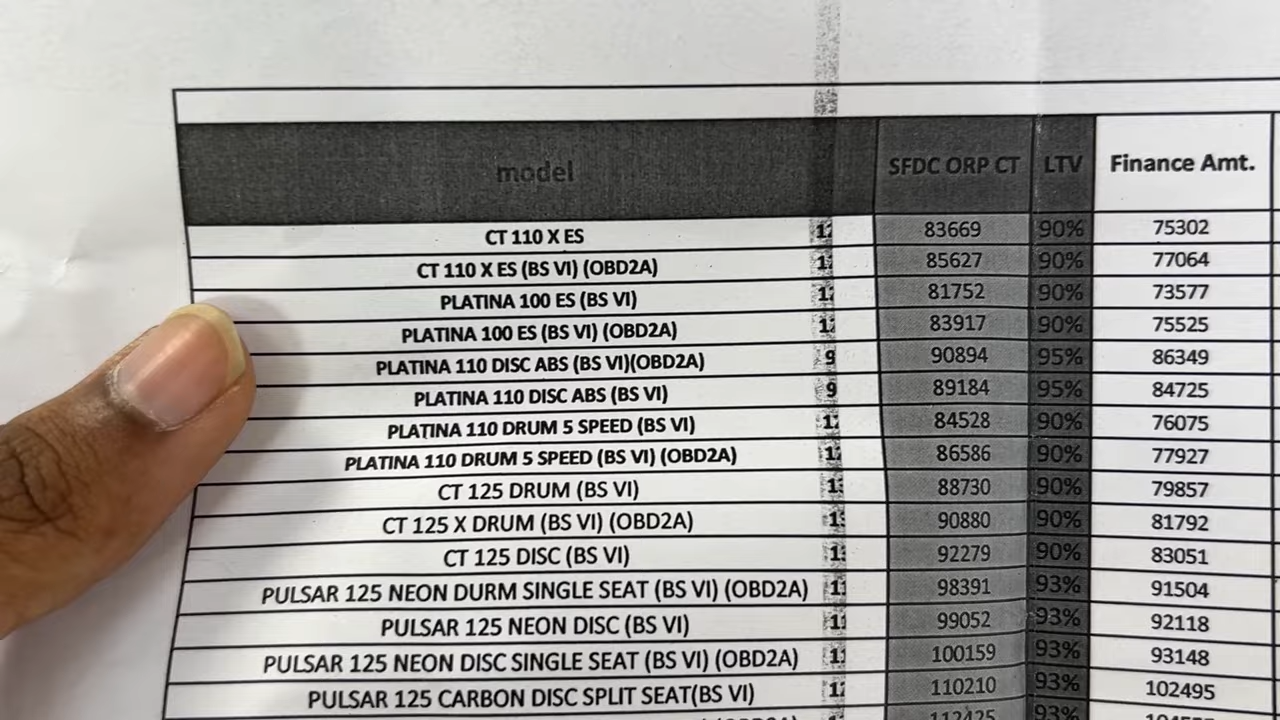 model SFDC ORP CT LTV Finance Amt.
CT 110 X ES 83669 90% 75302
CT 110 X ES (BS VI) (OBD2A) 85627 90% 77064
PLATINA 100 ES (BS VI) 81752 90% 73577
PLATINA 100 ES (BS VI) (OBD2A) 83917 90% 75525
PLATINA 110 DISC ABS (BS VI)(OBD2A) 90894 95% 86349
PLATINA 110 DISC ABS (BS VI) 89184 95% 84725
PLATINA 110 DRUM 5 SPEED (BS VI) 84528 90% 76075
PLATINA 110 DRUM 5 SPEED (BS VI) (OBD2A) 86586 90% 77927
CT 125 DRUM (BS VI) 88730 90% 79857
CT 125 X DRUM (BS VI) (OBD2A) 90880 90% 81792
CT 125 DISC (BS VI) 92279 90% 83051
PULSAR 125 NEON DURM SINGLE SEAT (BS VI) (OBD2A) 98391 93% 91504
PULSAR 125 NEON DISC (BS VI) 99052 93% 92118
PULSAR 125 NEON DISC SINGLE SEAT (BS VI) (OBD2A) 100159 93% 93148
PULSAR 125 CARBON DISC SPLIT SEAT(BS VI) 110210 93% 102495
112425 93%